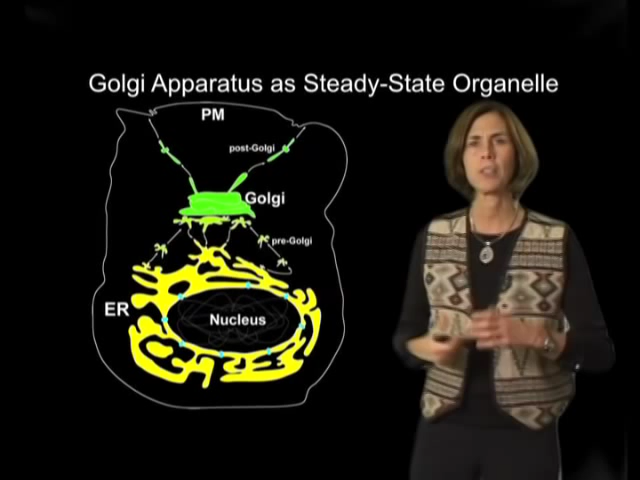 Golgi Apparatus as Steady-State Organelle
PM
post-Golgi
Golgi
pre-Golgi
ER
Nucleus